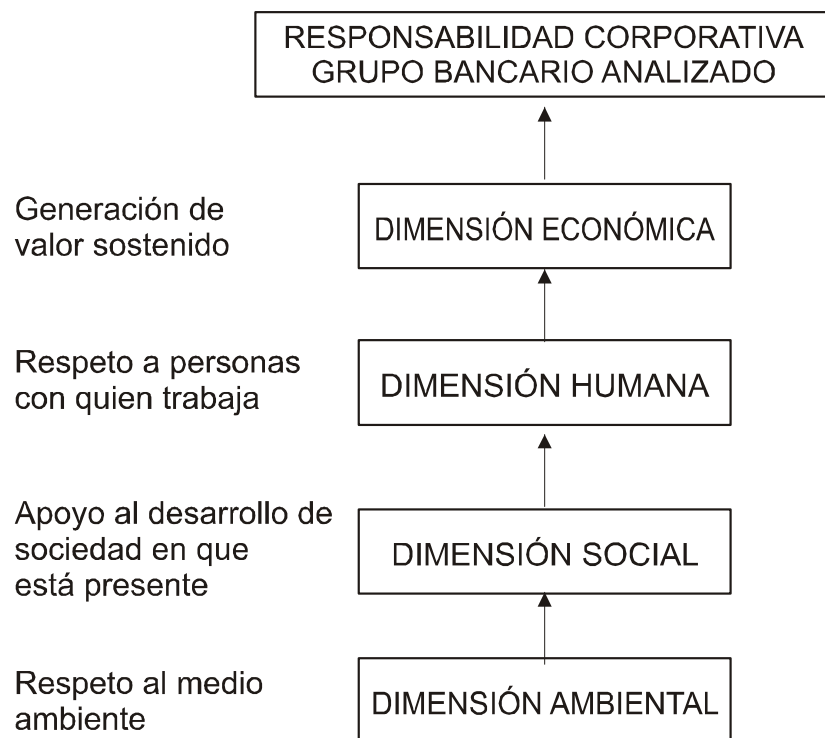 RESPONSABILIDAD CORPORATIVA
GRUPO BANCARIO ANALIZADO
Generación de
valor sostenido
DIMENSIÓN ECONÓMICA
Respeto a personas
con quien trabaja
DIMENSIÓN HUMANA
Apoyo al desarrollo de
sociedad en que
está presente
DIMENSIÓN SOCIAL
Respeto al medio
ambiente
DIMENSIÓN AMBIENTAL